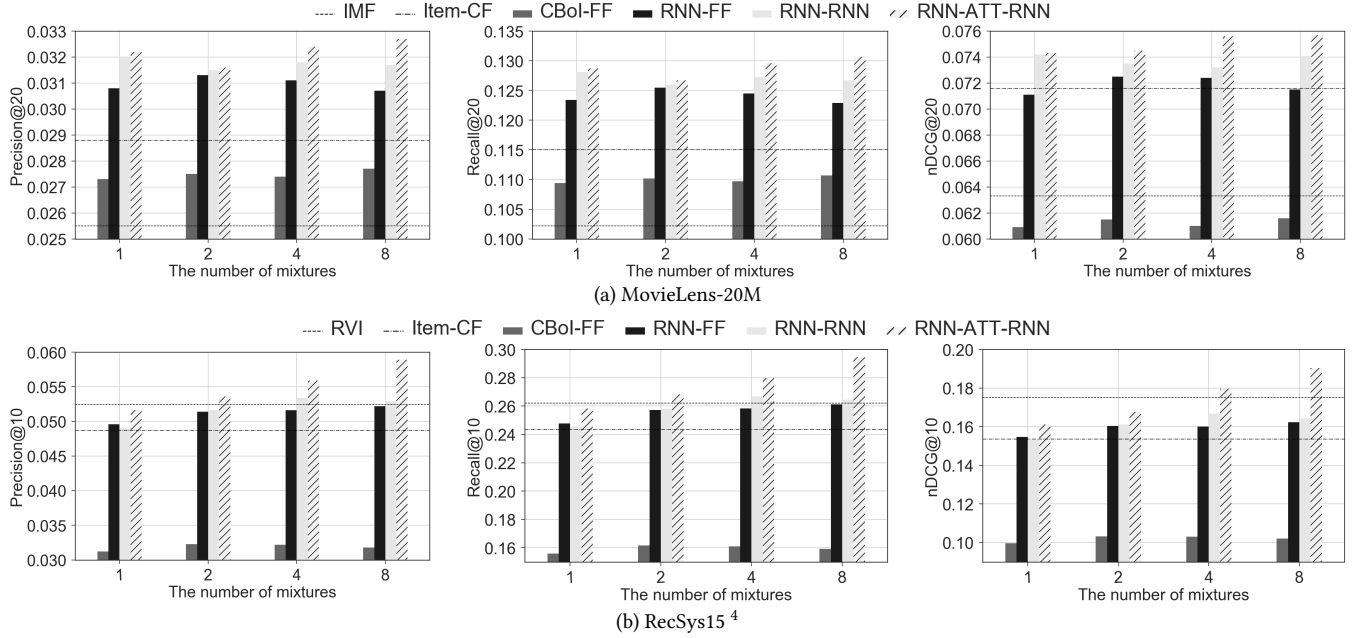 IMF Item-CF CBoI-FF RNN-FF RNN-RNN RNN-ATT-RNN
Precision@20
0.033
0.032
0.031
0.030
0.029
0.028
0.027
0.026
0.025
1 2 4 8
The number of mixtures
Recall@20
0.135
0.130
0.125
0.120
0.115
0.110
0.105
0.100
1 2 4 8
The number of mixtures
nDCG@20
0.076
0.074
0.072
0.070
0.068
0.066
0.064
0.062
0.060
1 2 4 8
The number of mixtures
(a) MovieLens-20M
RVI Item-CF CBoI-FF RNN-FF RNN-RNN RNN-ATT-RNN
Precision@10
0.060
0.055
0.050
0.045
0.040
0.035
0.030
1 2 4 8
The number of mixtures
Recall@10
0.30
0.28
0.26
0.24
0.22
0.20
0.18
0.16
1 2 4 8
The number of mixtures
nDCG@10
0.20
0.18
0.16
0.14
0.12
0.10
1 2 4 8
The number of mixtures
(b) RecSys15 4